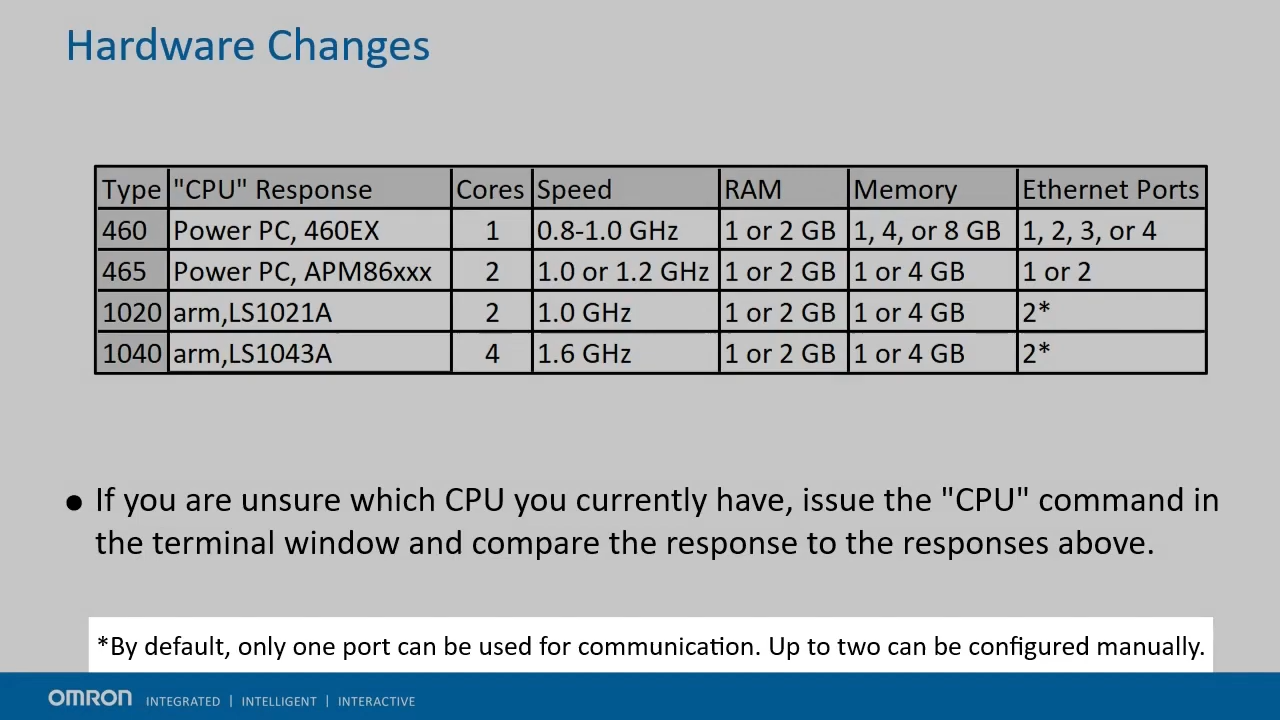 Hardware Changes
Type "CPU" Response Cores Speed RAM Memory Ethernet Ports
460 Power PC, 460EX 1 0.8-1.0 GHz 1 or 2 GB 1, 4, or 8 GB 1, 2, 3, or 4
465 Power PC, APM86xxx 2 1.0 or 1.2 GHz 1 or 2 GB 1 or 4 GB 1 or 2
1020 arm,LS1021A 2 1.0 GHz 1 or 2 GB 1 or 4 GB 2*
1040 arm,LS1043A 4 1.6 GHz 1 or 2 GB 1 or 4 GB 2*
● If you are unsure which CPU you currently have, issue the "CPU" command in
the terminal window and compare the response to the responses above.
*By default, only one port can be used for communication. Up to two can be configured manually.
OMRON INTEGRATED | INTELLIGENT | INTERACTIVE